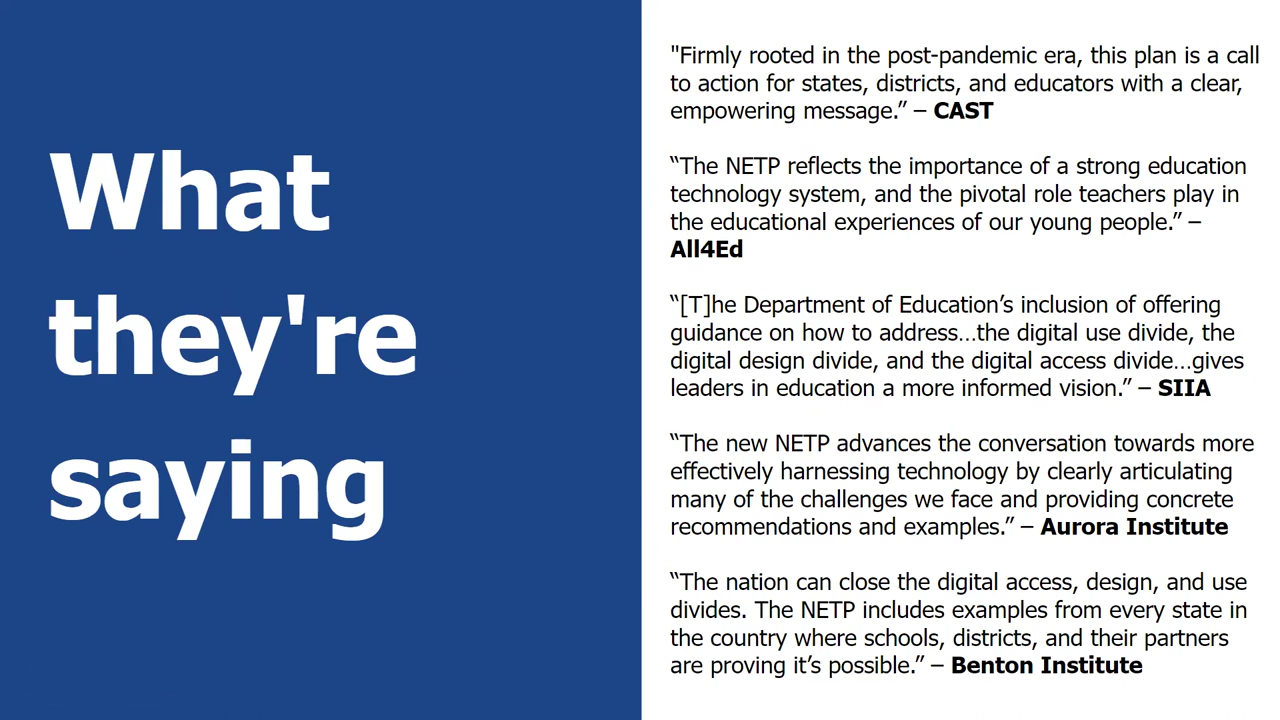 What
they're
saying
"Firmly rooted in the post-pandemic era, this plan is a call
to action for states, districts, and educators with a clear,
empowering message.” – CAST
“The NETP reflects the importance of a strong education
technology system, and the pivotal role teachers play in
the educational experiences of our young people.” –
All4Ed
“[T]he Department of Education’s inclusion of offering
guidance on how to address…the digital use divide, the
digital design divide, and the digital access divide…gives
leaders in education a more informed vision.” – SIIA
“The new NETP advances the conversation towards more
effectively harnessing technology by clearly articulating
many of the challenges we face and providing concrete
recommendations and examples.” – Aurora Institute
“The nation can close the digital access, design, and use
divides. The NETP includes examples from every state in
the country where schools, districts, and their partners
are proving it’s possible.” – Benton Institute